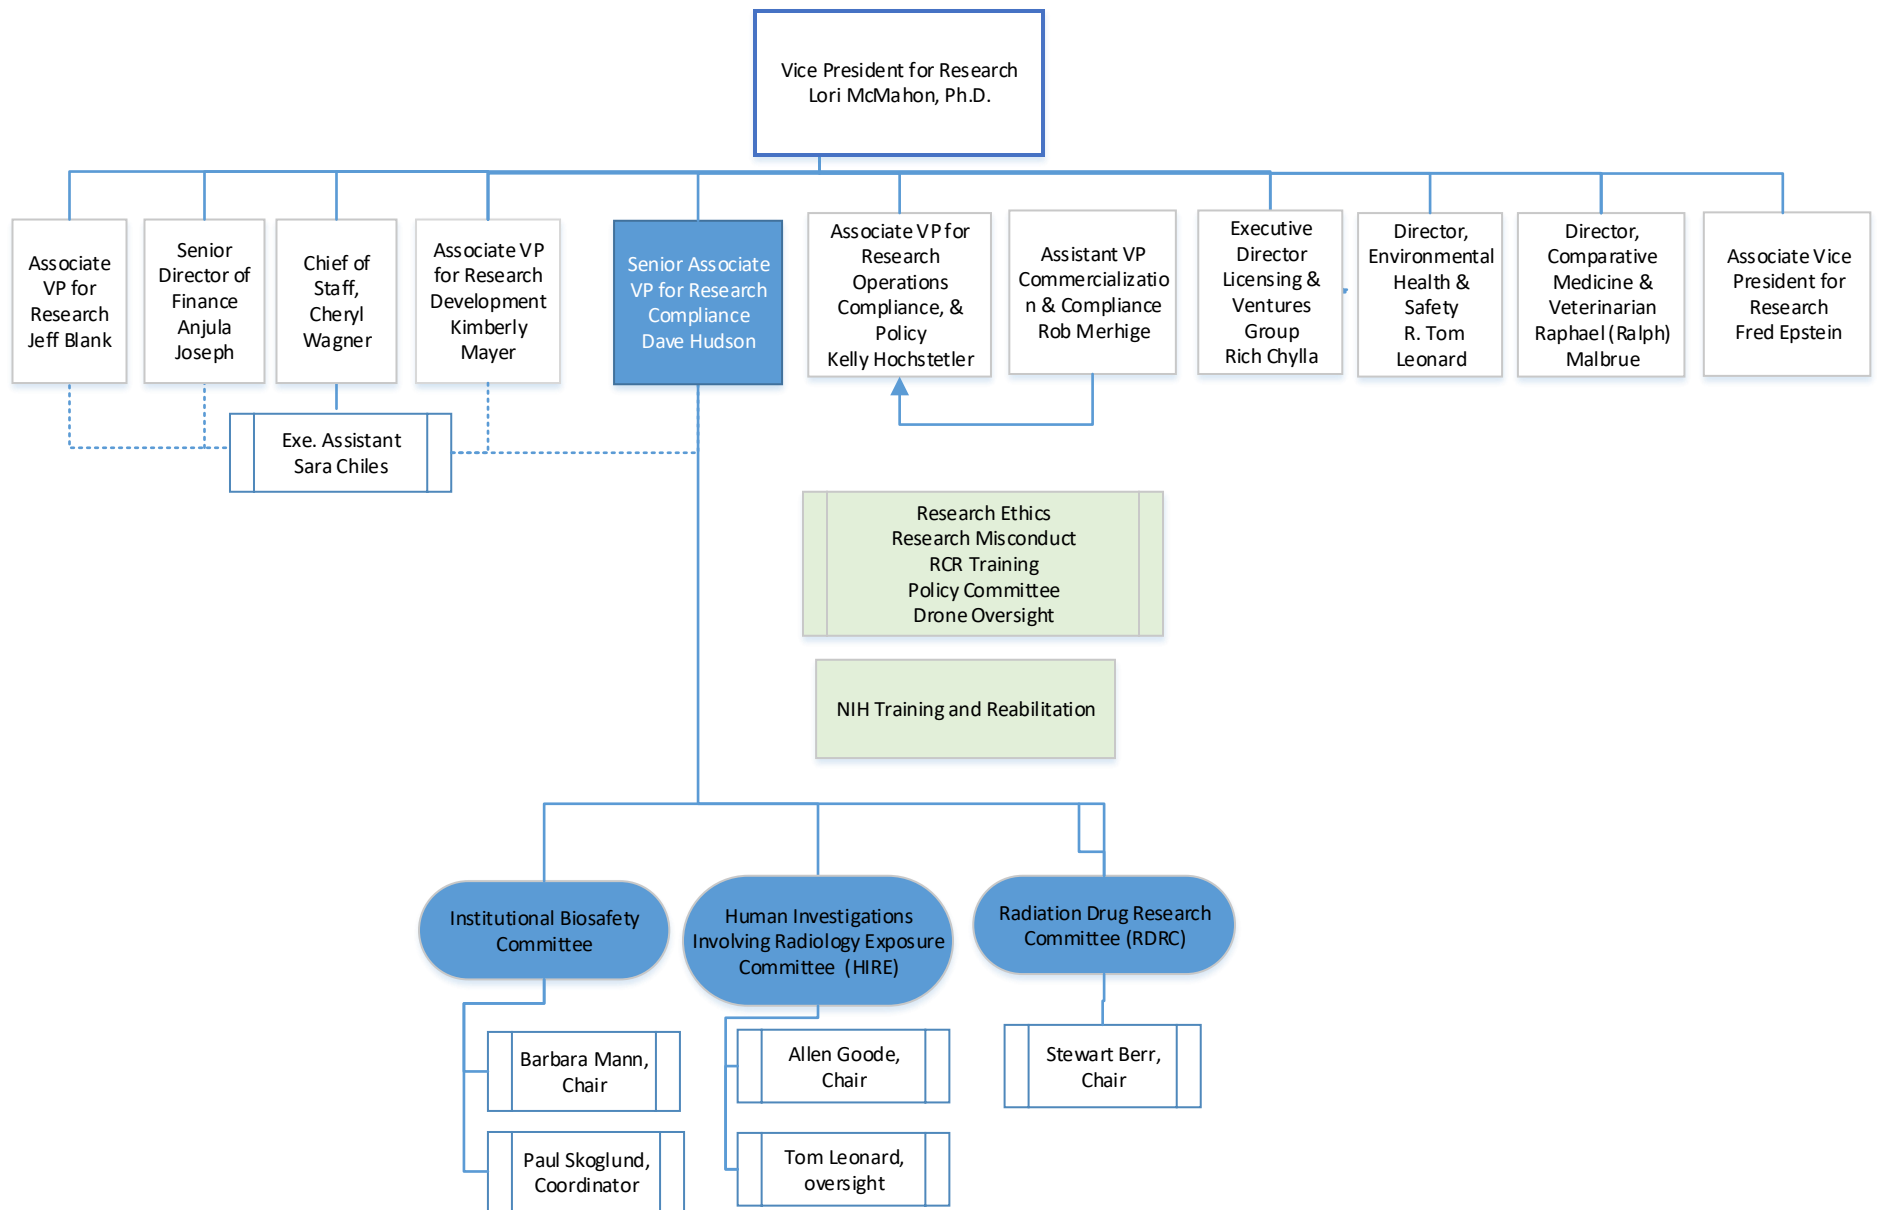 Vice President for Research
Lori McMahon, Ph.D.
Associate
VP for
Research
Jeff Blank
Senior
Director of
Finance
Anjula
Joseph
Chief of
Staff,
Cheryl
Wagner
Associate VP
for Research
Development
Kimberly
Mayer
Senior Associate
VP for Research
Compliance
Dave Hudson
Associate VP for
Research
Operations
Compliance, &
Policy
Kelly Hochstetler
Assistant VP
Commercializatio
n & Compliance
Rob Merhige
Executive
Director
Licensing &
Ventures
Group
Rich Chylla
Director,
Environmental
Health &
Safety
R. Tom
Leonard
Director,
Comparative
Medicine &
Veterinarian
Raphael (Ralph)
Malbrue
Associate Vice
President for
Research
Fred Epstein
Exe. Assistant
Sara Chiles
Research Ethics
Research Misconduct
RCR Training
Policy Committee
Drone Oversight
NIH Training and Reabilitation
Institutional Biosafety
Committee
Human Investigations
Involving Radiology Exposure
Committee (HIRE)
Radiation Drug Research
Committee (RDRC)
Barbara Mann,
Chair
Paul Skoglund,
Coordinator
Allen Goode,
Chair
Tom Leonard,
oversight
Stewart Berr,
Chair